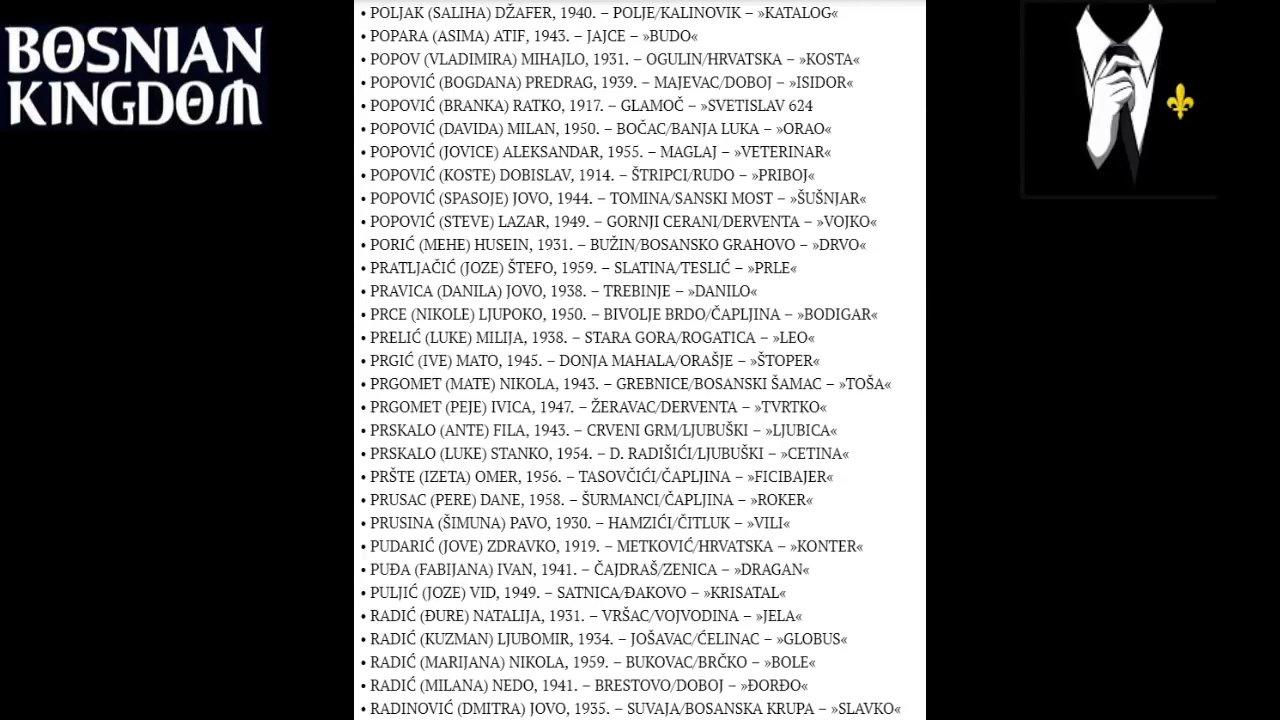 BOSNIAN
KINGDOM
• POLJAK (SALIHA) DŽAFER, 1940. – POLJE/KALINOVIK – »KATALOG«
• POPARA (ASIMA) ATIF, 1943. – JAJCE – »BUDO«
• POPOV (VLADIMIRA) MIHAJLO, 1931. – OGULIN/HRVATSKA – »KOSTA«
• POPOVIĆ (BOGDANA) PREDRAG, 1939. – MAJEVAC/DOBOJ – »ISIDOR«
• POPOVIĆ (BRANKA) RATKO, 1917. – GLAMOČ – »SVETISLAV 624
• POPOVIĆ (DAVIDA) MILAN, 1950. – BOČAC/BANJA LUKA – »ORAO«
• POPOVIĆ (JOVICE) ALEKSANDAR, 1955. – MAGLAJ – »VETERINAR«
• POPOVIĆ (KOSTE) DOBISLAV, 1914. – ŠTRIPCI/RUDO – »PRIBOJ«
• POPOVIĆ (SPASOJE) JOVO, 1944. – TOMINA/SANSKI MOST – »ŠUŠNJAR«
• POPOVIĆ (STEVE) LAZAR, 1949. – GORNJI CERANI/DERVENTA – »VOJKO«
• PORIĆ (MEHE) HUSEIN, 1931. – BUŽIN/BOSANSKO GRAHOVO – »DRVO«
• PRATLJAČIĆ (JOZE) ŠTEFO, 1959. – SLATINA/TESLIĆ – »PRLE«
• PRAVICA (DANILA) JOVO, 1938. – TREBINJE – »DANILO«
• PRCE (NIKOLE) LJUPOKO, 1950. – BIVOLJE BRDO/ČAPLJINA – »BODIGAR«
• PRELIĆ (LUKE) MILIJA, 1938. – STARA GORA/ROGATICA – »LEO«
• PRGIĆ (IVE) MATO, 1945. – DONJA MAHALA/ORAŠJE – »ŠTOPER«
• PRGOMET (MATE) NIKOLA, 1943. – GREBNICE/BOSANSKI ŠAMAC – »TOŠA«
• PRGOMET (PEJE) IVICA, 1947. – ŽERAVAC/DERVENTA – »TVRTKO«
• PRSKALO (ANTE) FILA, 1943. – CRVENI GRM/LJUBUŠKI – »LJUBICA«
• PRSKALO (LUKE) STANKO, 1954. – D. RADIŠIĆI/LJUBUŠKI – »CETINA«
• PRŠTE (IZETA) OMER, 1956. – TASOVČIĆI/ČAPLJINA – »FICIBAJER«
• PRUSAC (PERE) DANE, 1958. – ŠURMANCI/ČAPLJINA – »ROKER«
• PRUSINA (ŠIMUNA) PAVO, 1930. – HAMZIĆI/ČITLUK – »VILI«
• PUDARIĆ (JOVE) ZDRAVKO, 1919. – METKOVIĆ/HRVATSKA – »KONTER«
• PUĐA (FABIJANA) IVAN, 1941. – ČAJDRAŠ/ZENICA – »DRAGAN«
• PULJIĆ (JOZE) VID, 1949. – SATNICA/ĐAKOVO – »KRISATAL«
• RADIĆ (ĐURE) NATALIJA, 1931. – VRŠAC/VOJVODINA – »JELA«
• RADIĆ (KUZMAN) LJUBOMIR, 1934. – JOŠAVAC/ĆELINAC – »GLOBUS«
• RADIĆ (MARIJANA) NIKOLA, 1959. – BUKOVAC/BRČKO – »BOLE«
• RADIĆ (MILANA) NEDO, 1941. – BRESTOVO/DOBOJ – »ĐORĐO«
• RADINOVIĆ (DMITRA) JOVO, 1935. – SUVAJA/BOSANSKA KRUPA – »SLAVKO«